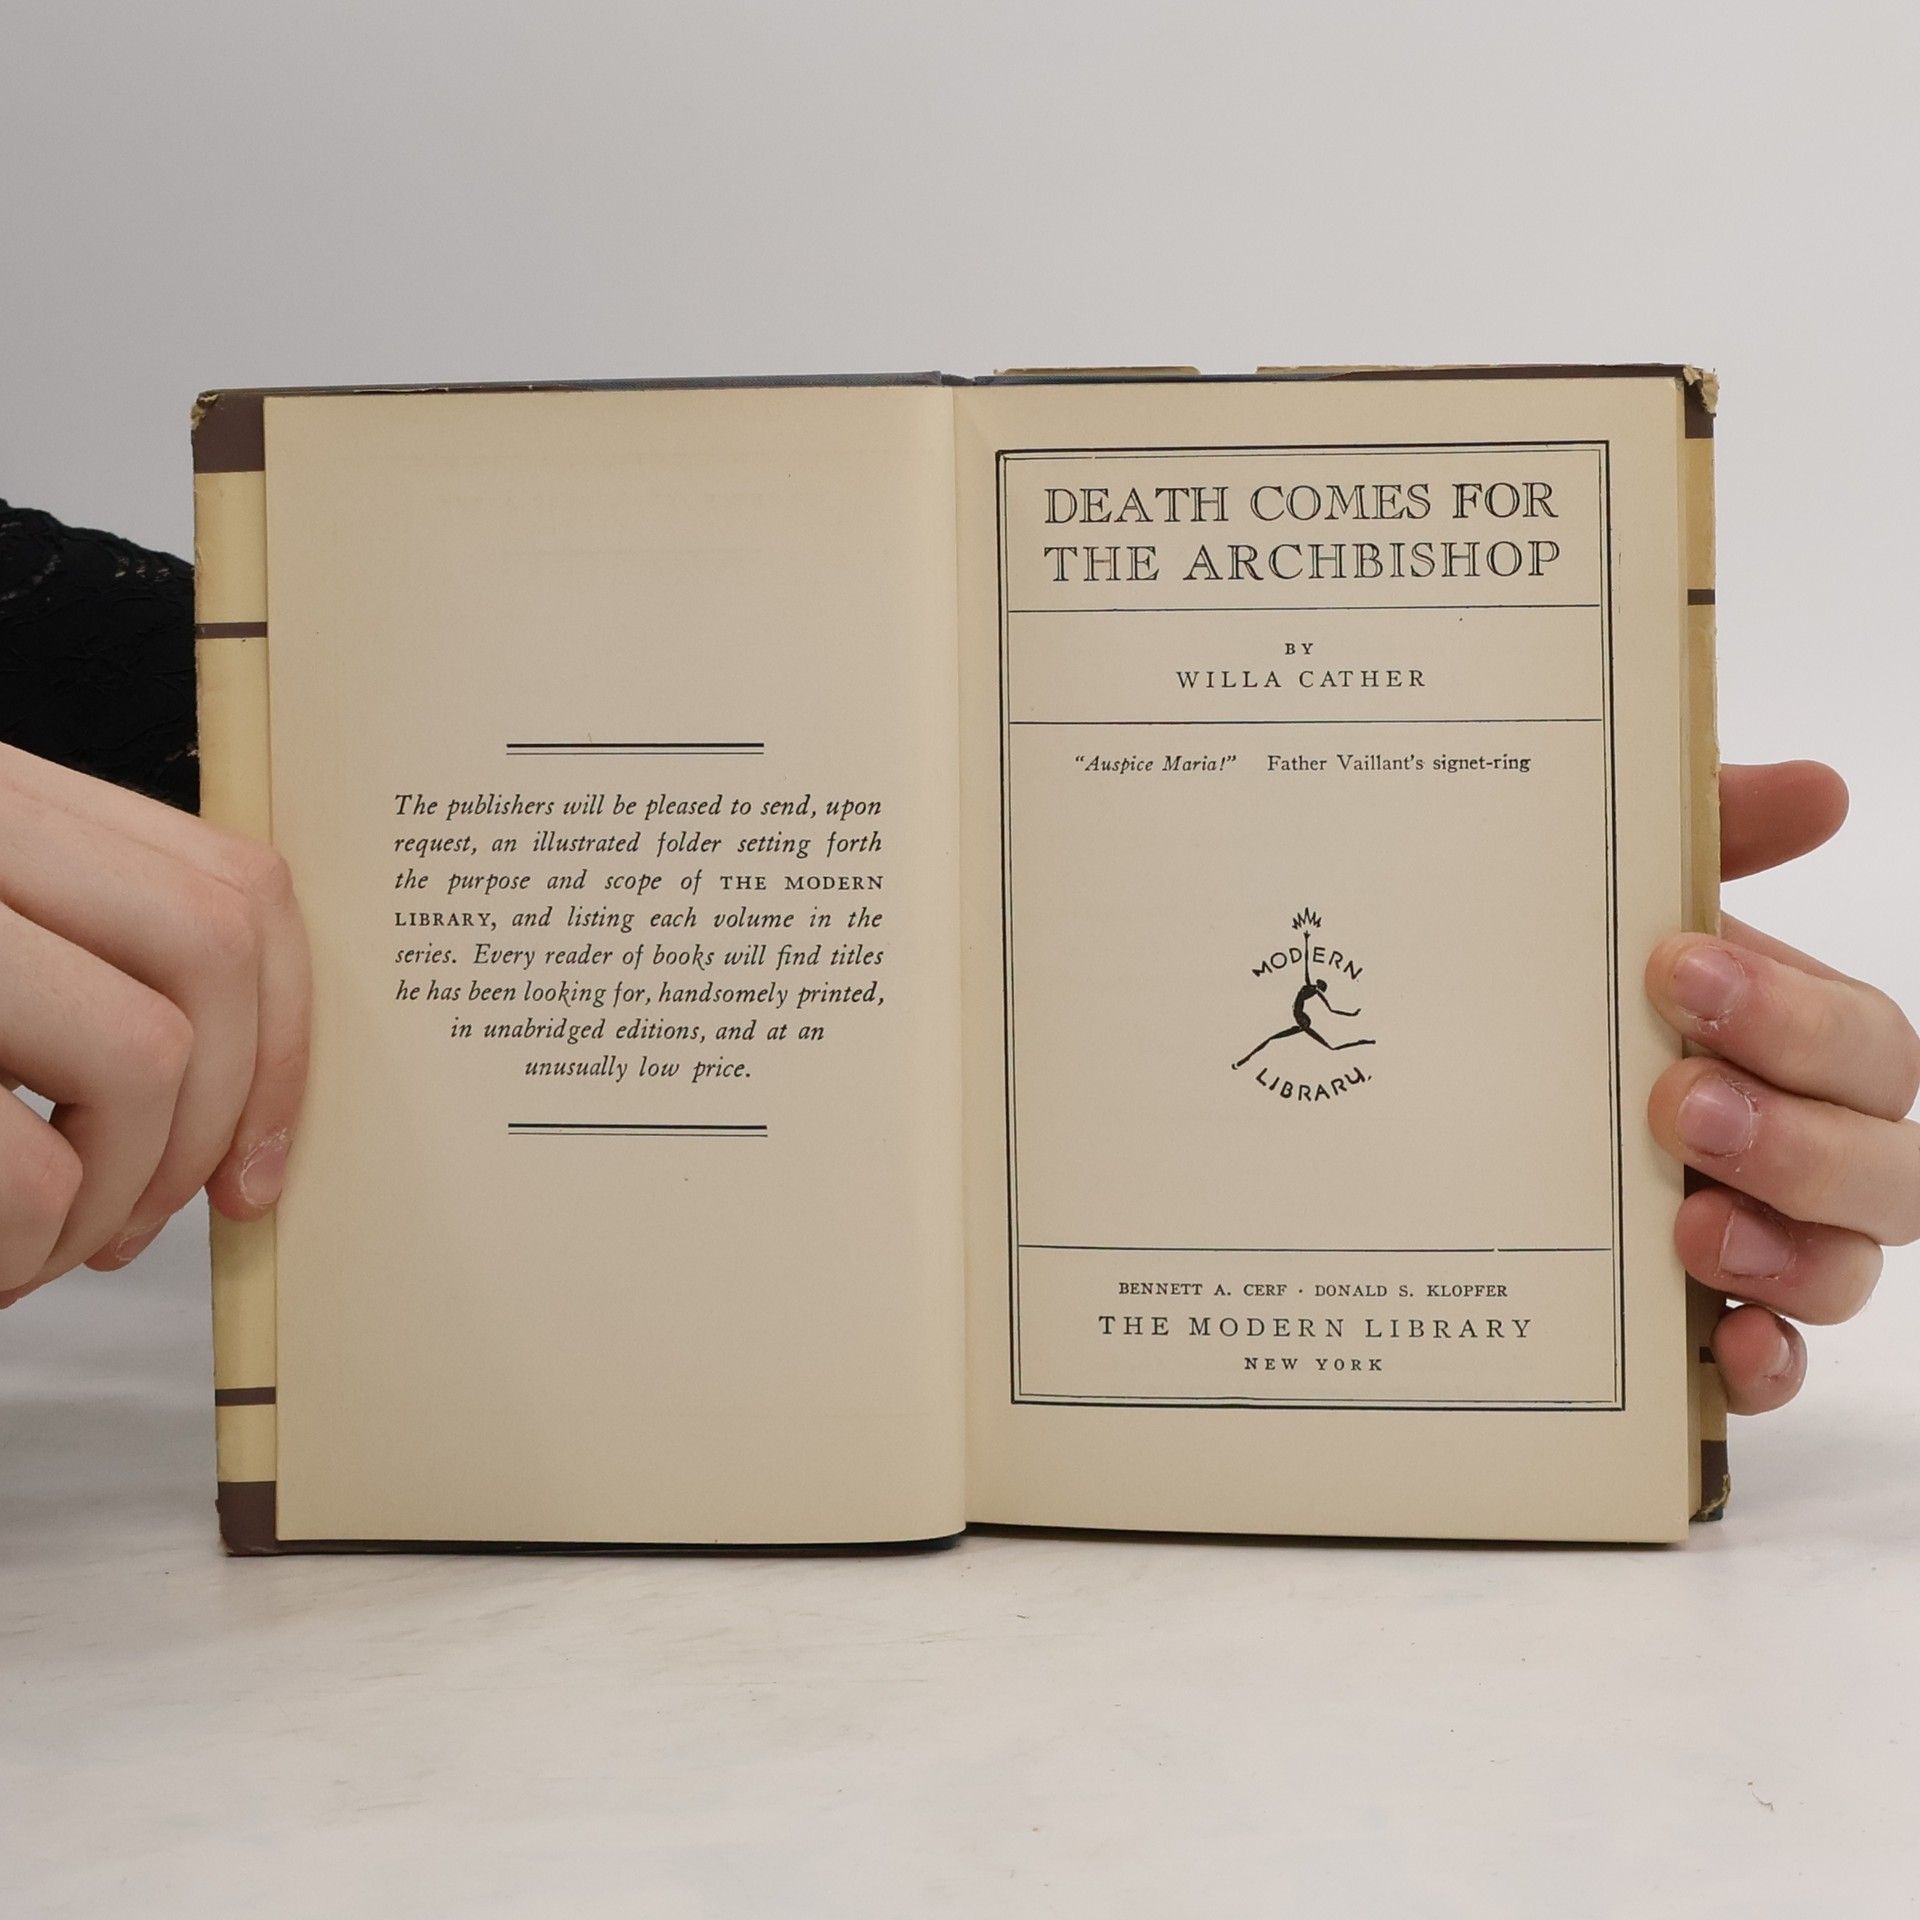 The publishers will be pleased to send, upon
request, an illustrated folder setting forth
the purpose and scope of THE MODERN
LIBRARY, and listing each volume in the
series. Every reader of books will find titles
he has been looking for, handsomely printed,
in unabridged editions, and at an
unusually low price.
DEATH COMES FOR
THE ARCHBISHOP
BY
WILLA CATHER
"Auspice Maria!" Father Vaillant's signet-ring
MODERN
LIBRARY
BENNETT A. CERF · DONALD S. KLOPFER
THE MODERN LIBRARY
NEW YORK